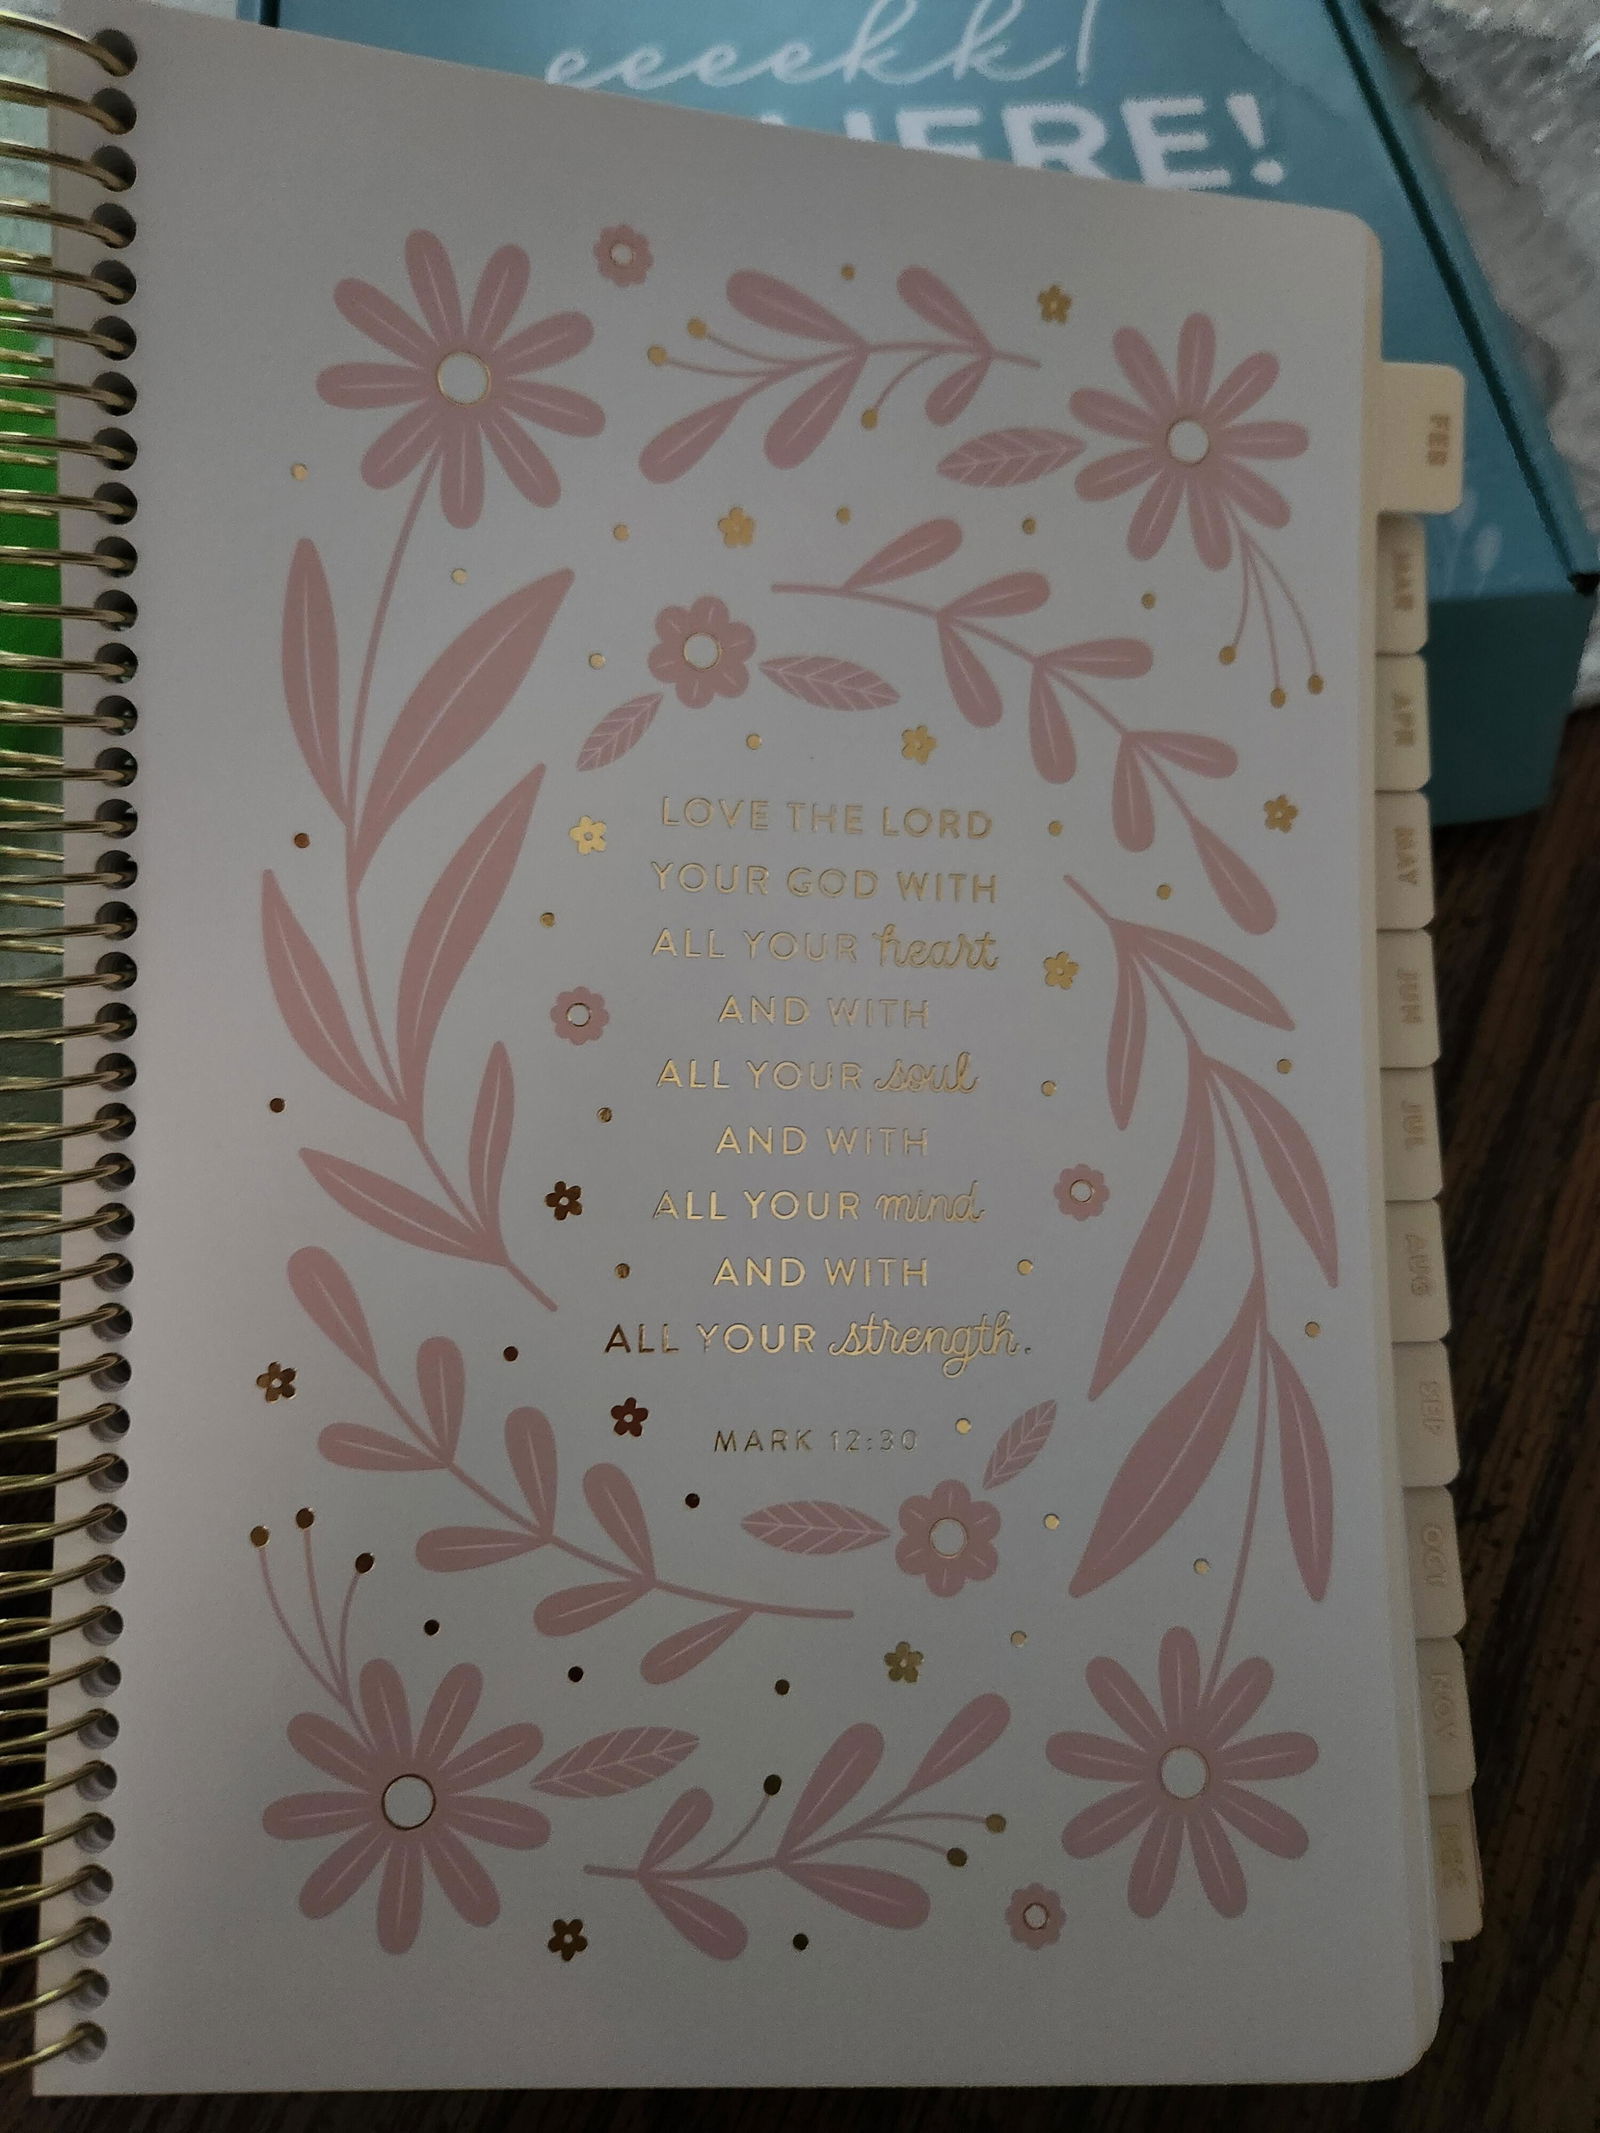 eeeekk!
HERE!
LOVE THE LORD
YOUR GOD WITH
ALL YOUR heart
AND WITH
ALL YOUR soul
AND WITH
ALL YOUR mind
AND WITH
ALL YOUR strength.
MARK 12:30
FEB
MAR
APR
MAY
JUN
JUL
AUG
SEP
OCT
NOV
DEC